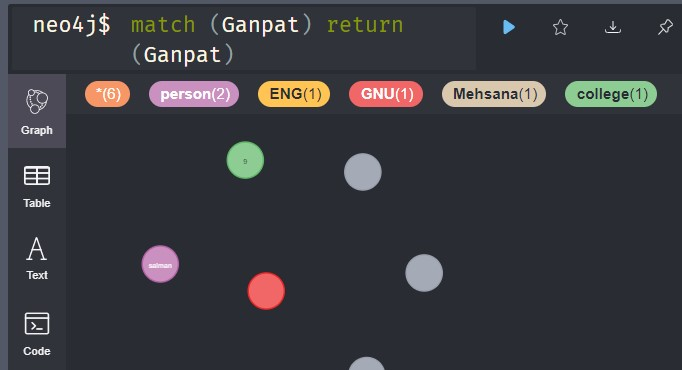 neo4j$ match (Ganpat) return
(Ganpat)
*(6) person(2) ENG(1) GNU(1) Mehsana(1) college(1)
Graph
9
Table
salman
Text
Code